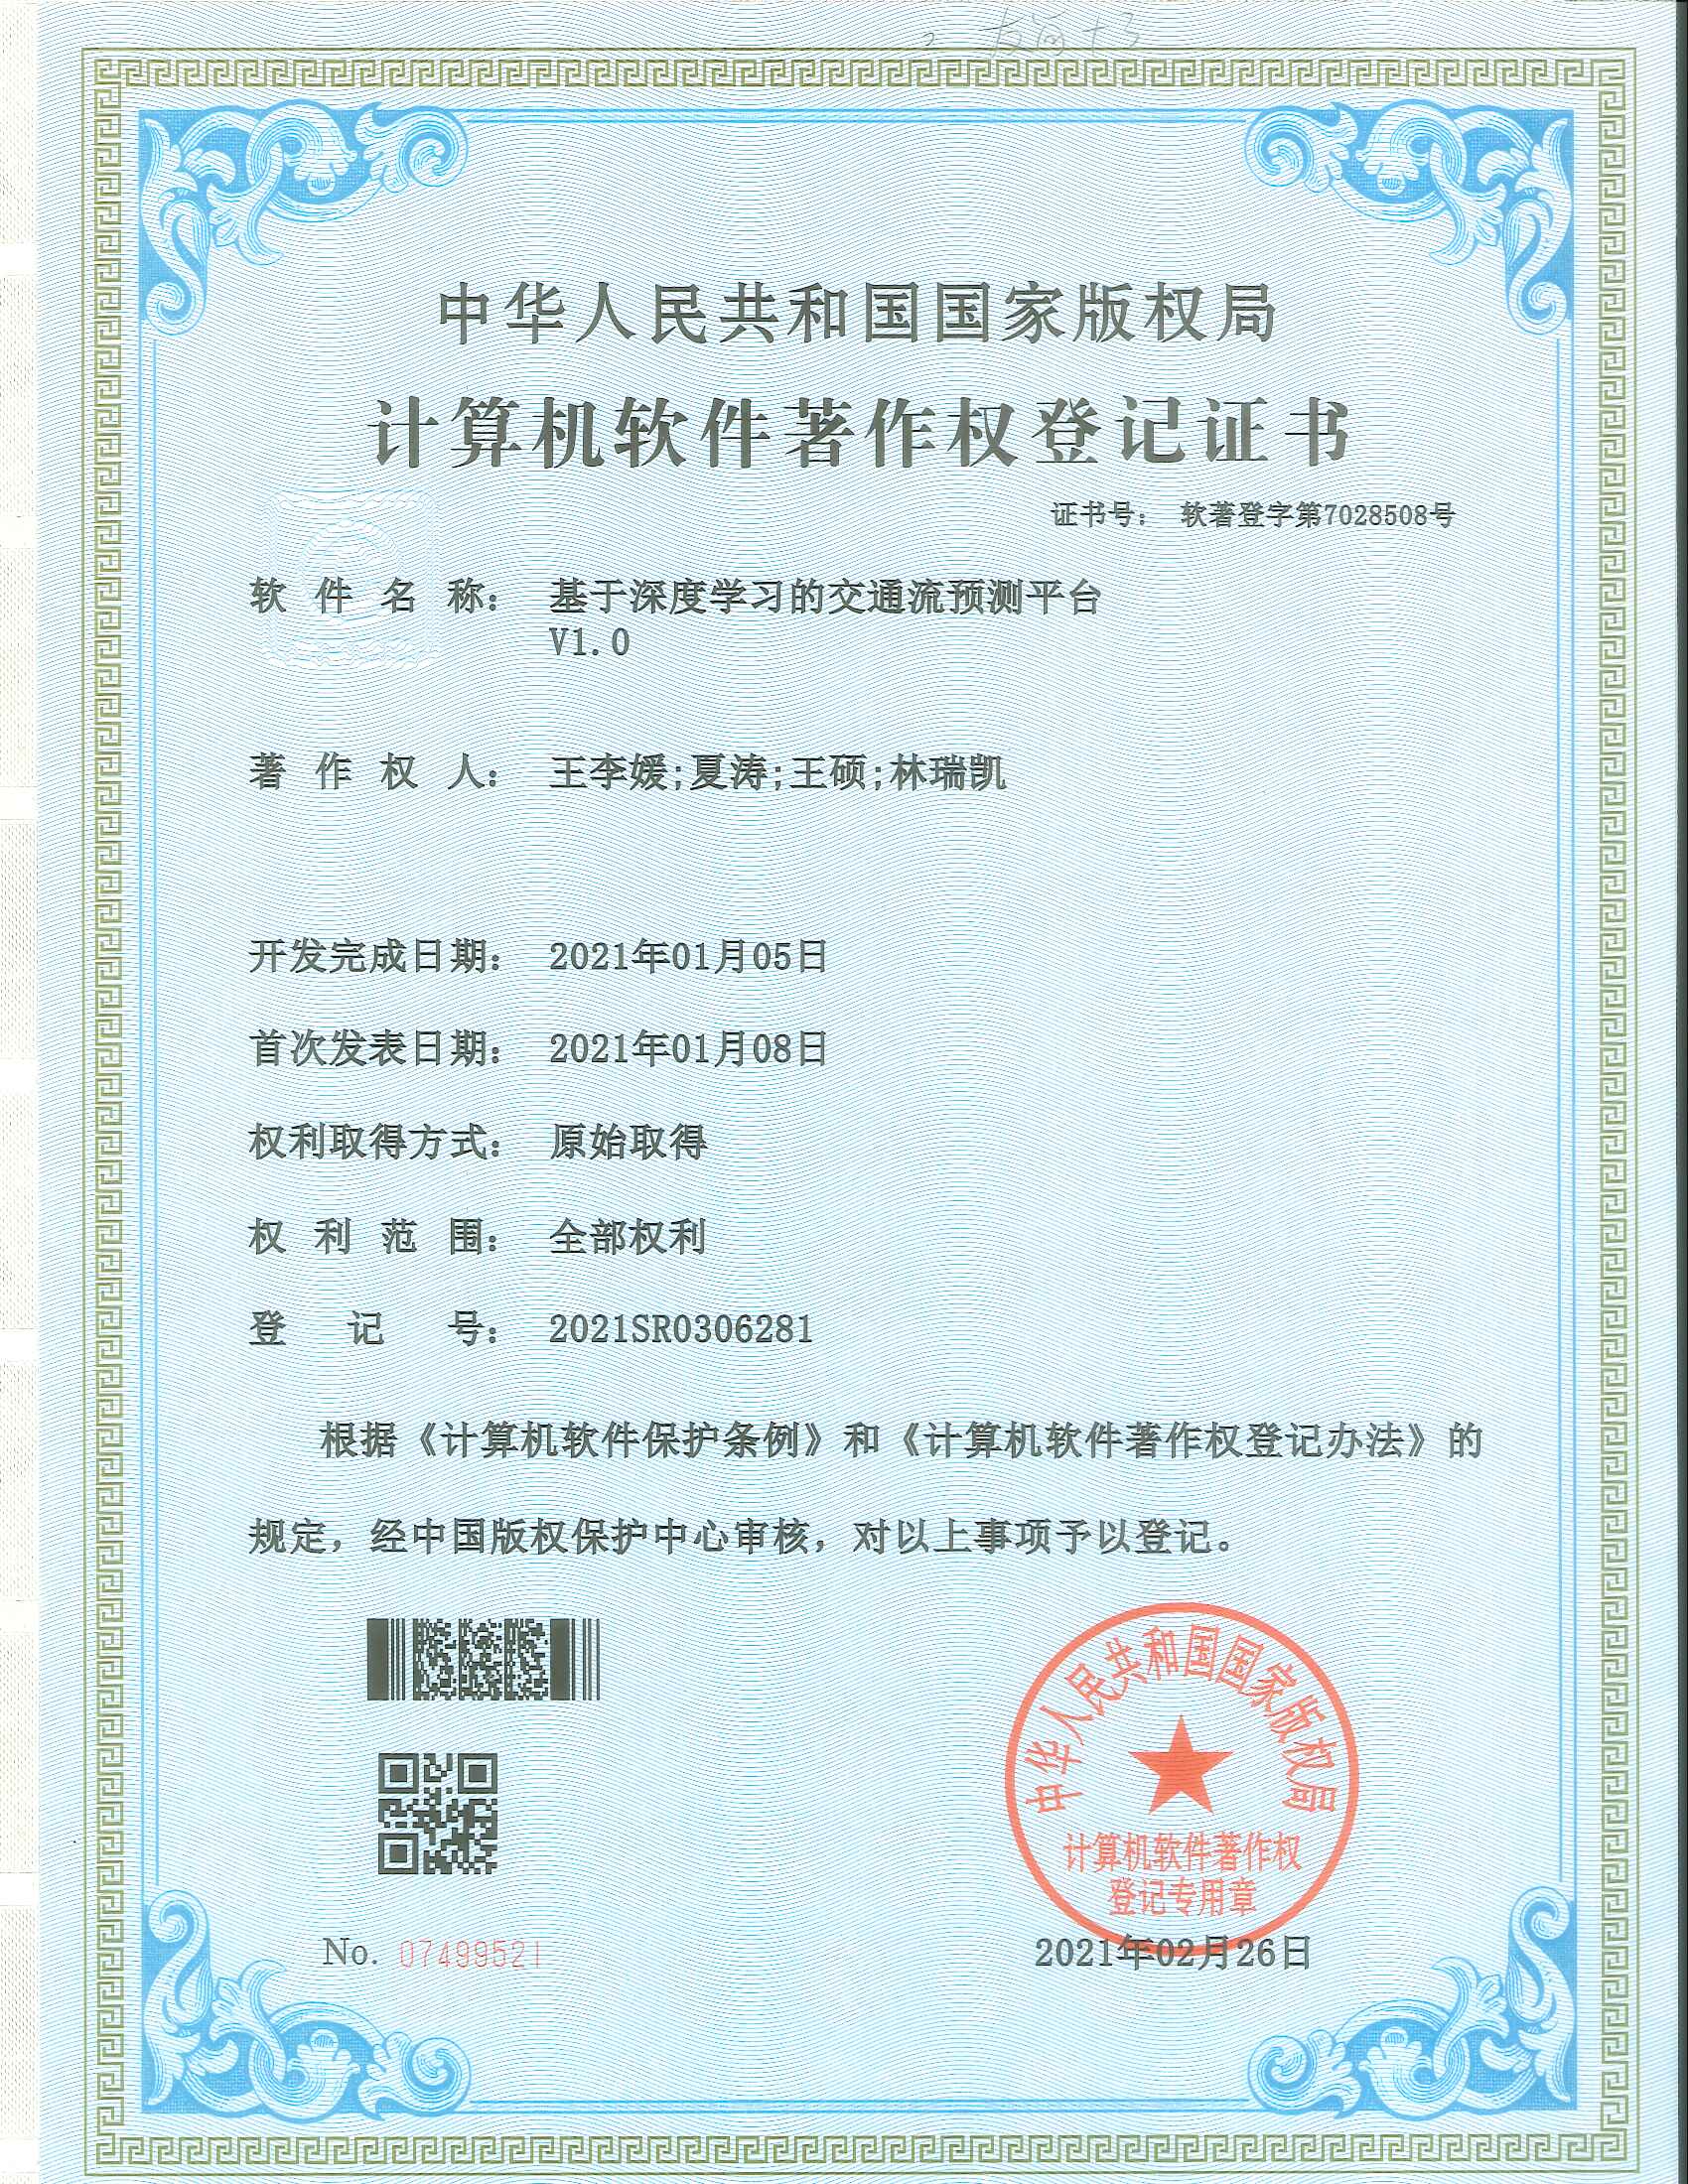 中华人民共和国国家版权局
计算机软件著作权登记证书
证书号： 软著登字第7028508号
软件名称： 基于深度学习的交通流预测平台
V1.0
著作权人： 王李媛;夏涛;王硕;林瑞凯
开发完成日期： 2021年01月05日
首次发表日期： 2021年01月08日
权利取得方式： 原始取得
权利范围： 全部权利
登记号： 2021SR0306281
根据《计算机软件保护条例》和《计算机软件著作权登记办法》的
规定，经中国版权保护中心审核，对以上事项予以登记。
中华人民共和国国家版权局
计算机软件著作权
登记专用章
No. 07499521
2021年02月26日